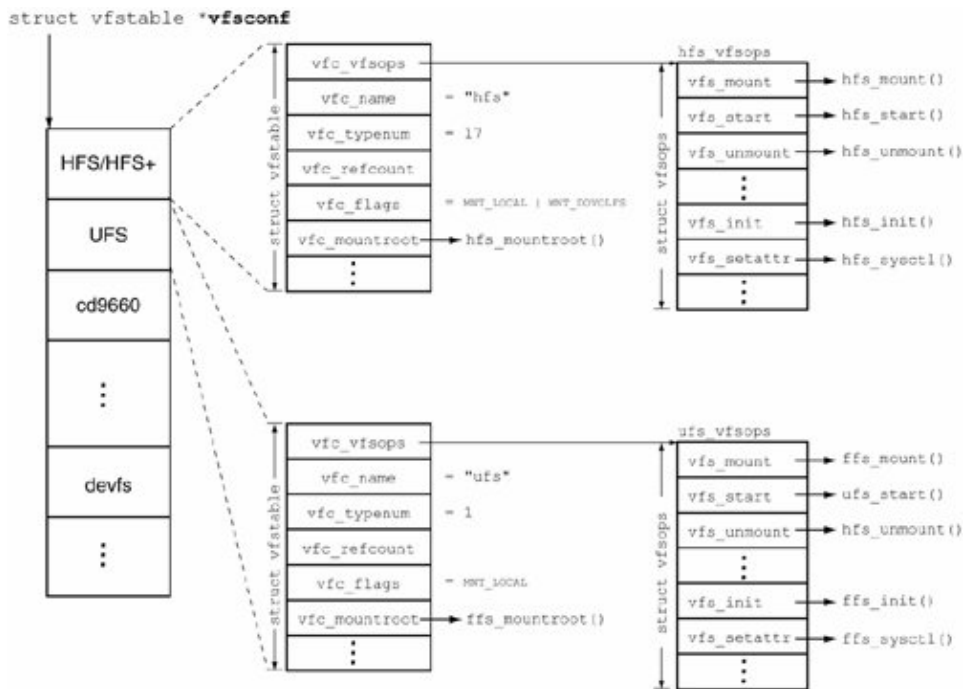 struct vfstable *vfsconf
HFS/HFS+
UFS
cd9660
⋮
devfs
⋮
struct vfstable
vfc_vfsops
vfc_name = "hfs"
vfc_typenum = 17
vfc_refcount
vfc_flags = MNT_LOCAL | MNT_DOVOLFS
vfc_mountroot hfs_mountroot()
⋮
hfs_vfsops
struct vfsops
vfs_mount hfs_mount()
vfs_start hfs_start()
vfs_unmount hfs_unmount()
⋮
vfs_init hfs_init()
vfs_setattr hfs_sysctl()
⋮
struct vfstable
vfc_vfsops
vfc_name = "ufs"
vfc_typenum = 1
vfc_refcount
vfc_flags = MNT_LOCAL
vfc_mountroot ffs_mountroot()
⋮
ufs_vfsops
struct vfsops
vfs_mount ffs_mount()
vfs_start ufs_start()
vfs_unmount hfs_unmount()
⋮
vfs_init ffs_init()
vfs_setattr ffs_sysctl()
⋮